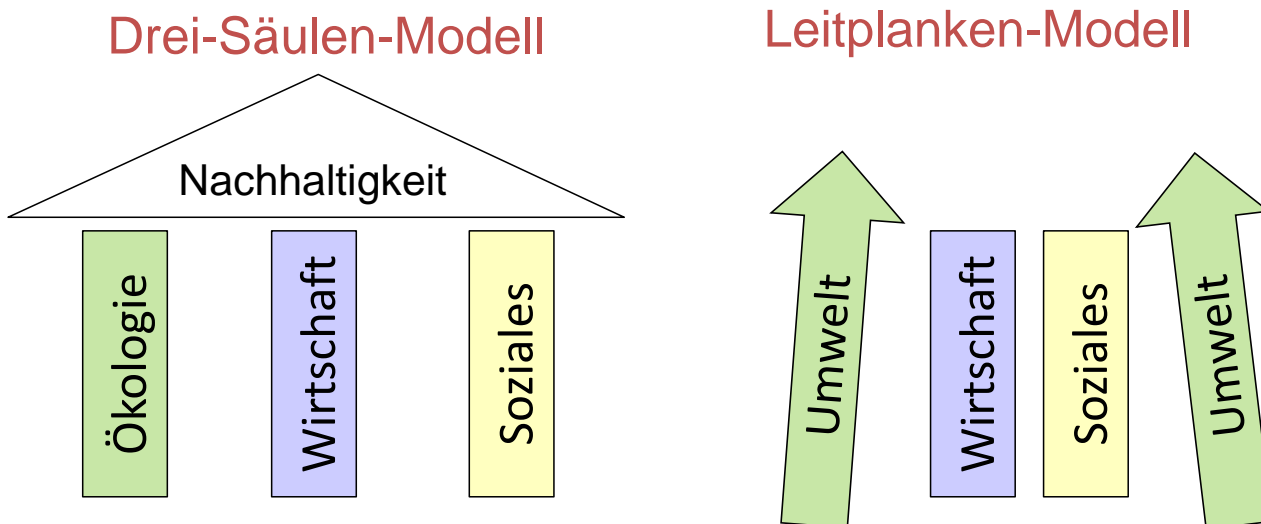 Drei-Säulen-Modell
Nachhaltigkeit
Ökologie
Wirtschaft
Soziales
Leitplanken-Modell
Umwelt
Wirtschaft
Soziales
Umwelt